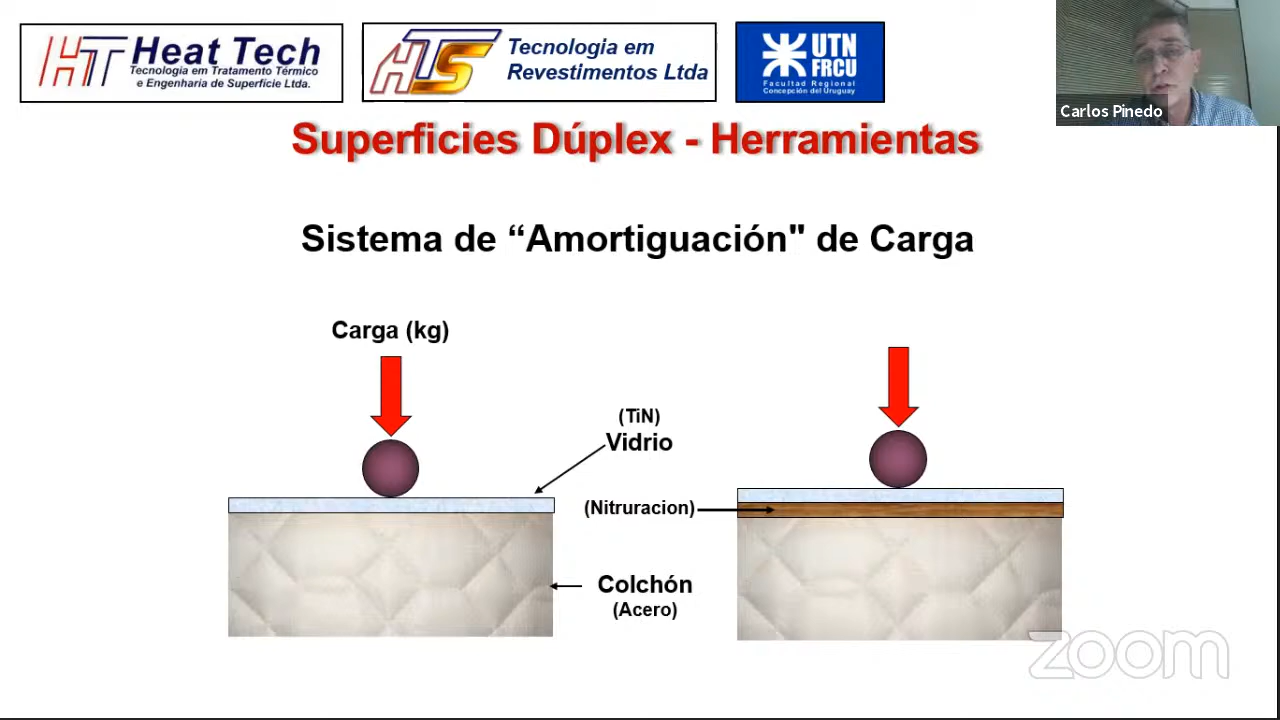 Heat Tech
Tecnologia em Tratamento Térmico
e Engenharia de Superfície Ltda.
HTS
Tecnologia em
Revestimentos Ltda
UTN
FRCU
Facultad Regional
Concepción del Uruguay
Carlos Pinedo
Superficies Dúplex - Herramientas
Sistema de “Amortiguación" de Carga
Carga (kg)
(TiN)
Vidrio
(Nitruracion)
Colchón
(Acero)
zoom